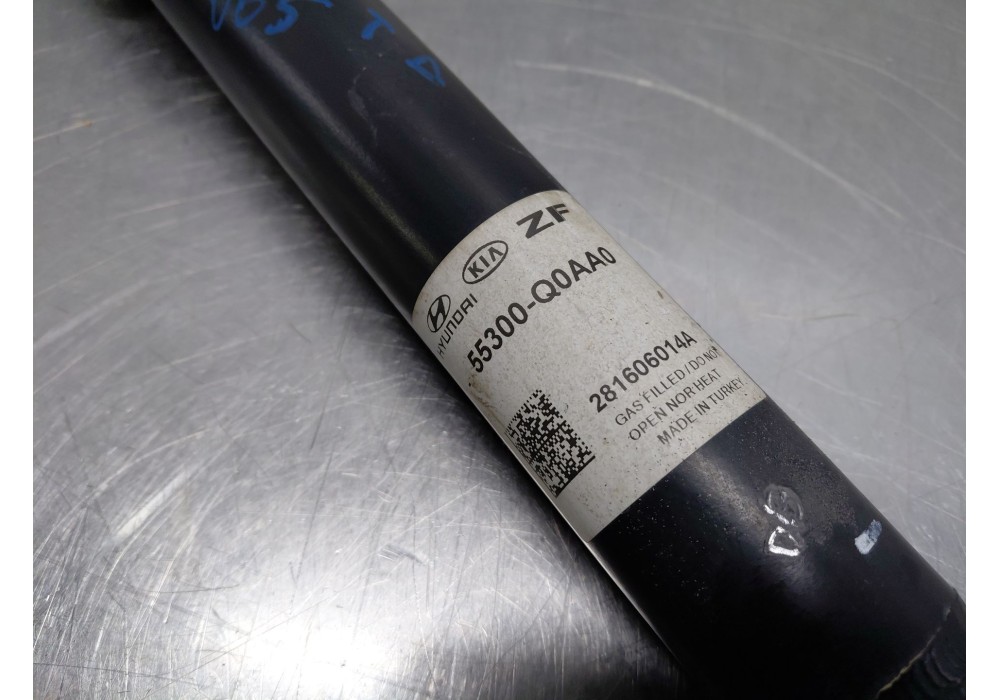 ZF
KIA
HYUNDAI
55300-Q0AA0
281606014A
GAS FILLED/DO NOT
OPEN NOR HEAT
MADE IN TURKEY